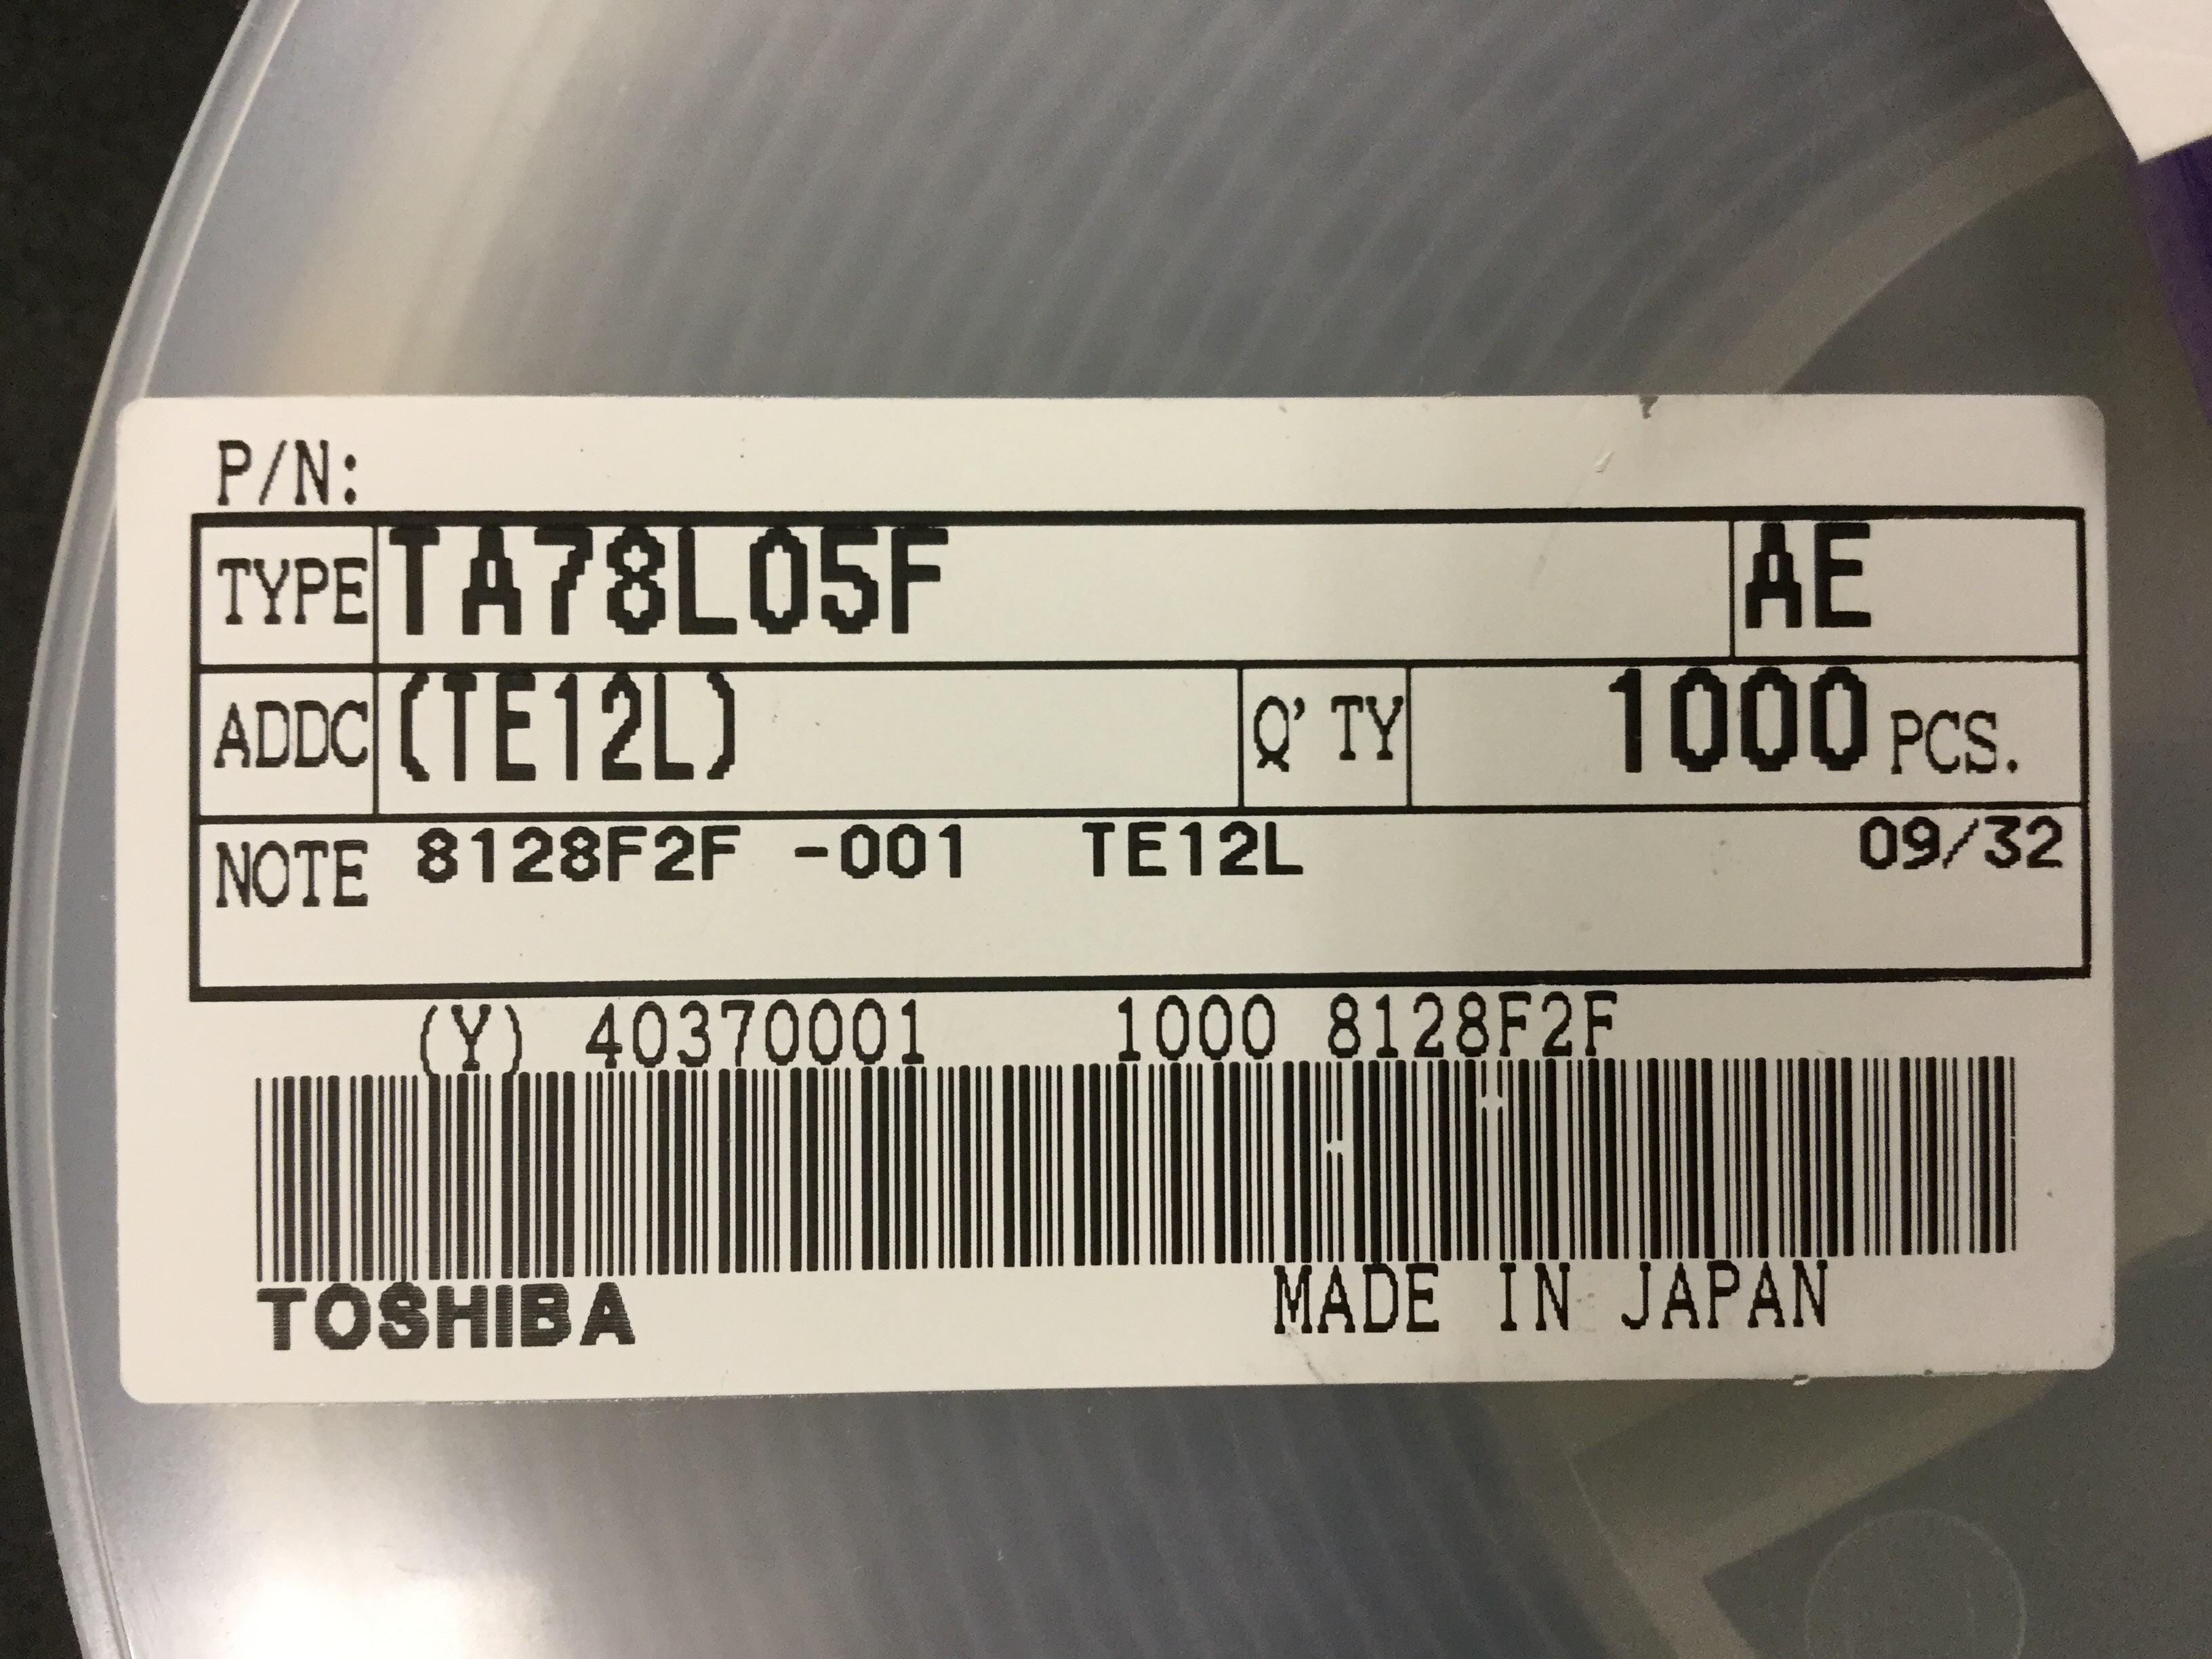 P/N:
TYPE TA78L05F AE
ADDC (TE12L) Q'TY 1000 PCS.
NOTE 8128F2F -001 TE12L 09/32
(Y) 40370001 1000 8128F2F
TOSHIBA MADE IN JAPAN